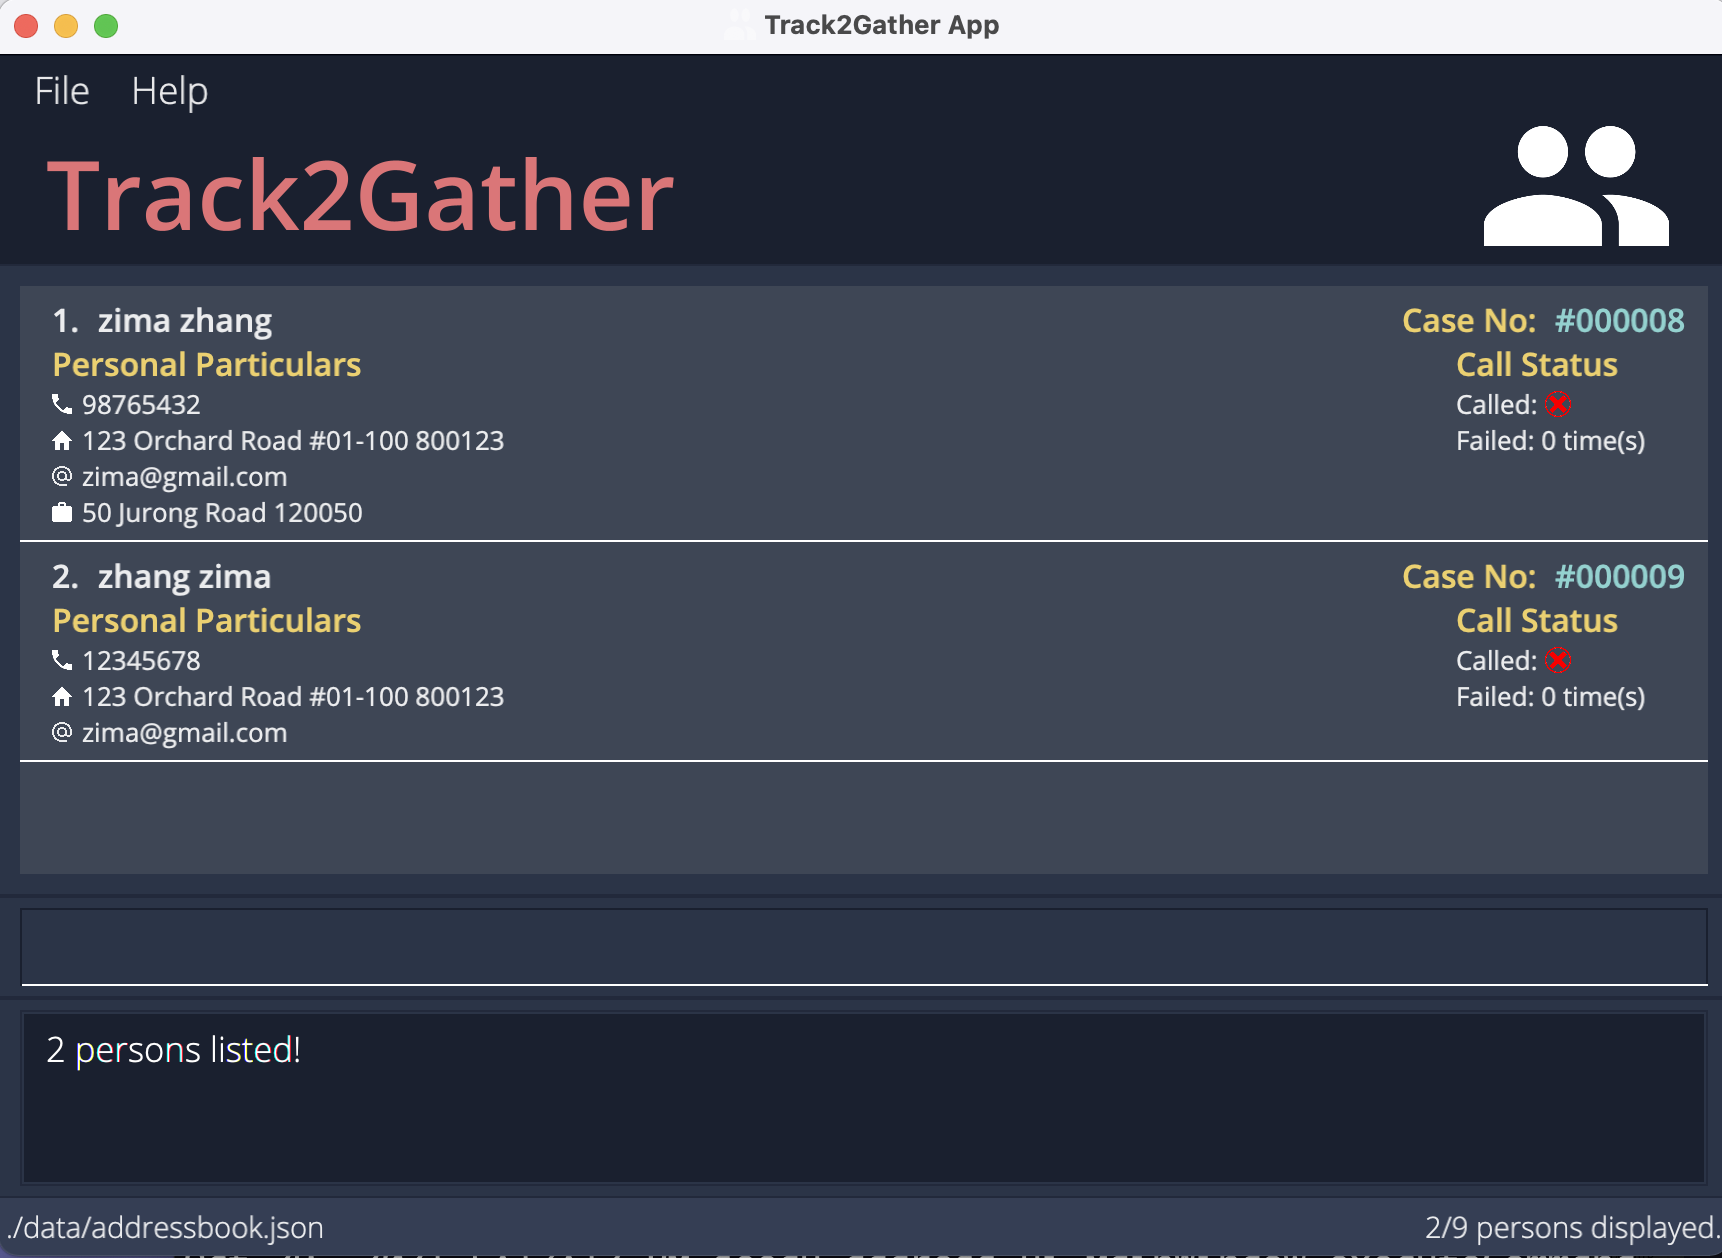 Track2Gather App
File Help
Track2Gather
1. zima zhang Case No: #000008
Personal Particulars Call Status
98765432 Called:
123 Orchard Road #01-100 800123 Failed: 0 time(s)
zima@gmail.com
50 Jurong Road 120050
2. zhang zima Case No: #000009
Personal Particulars Call Status
12345678 Called:
123 Orchard Road #01-100 800123 Failed: 0 time(s)
zima@gmail.com
2 persons listed!
./data/addressbook.json 2/9 persons displayed.